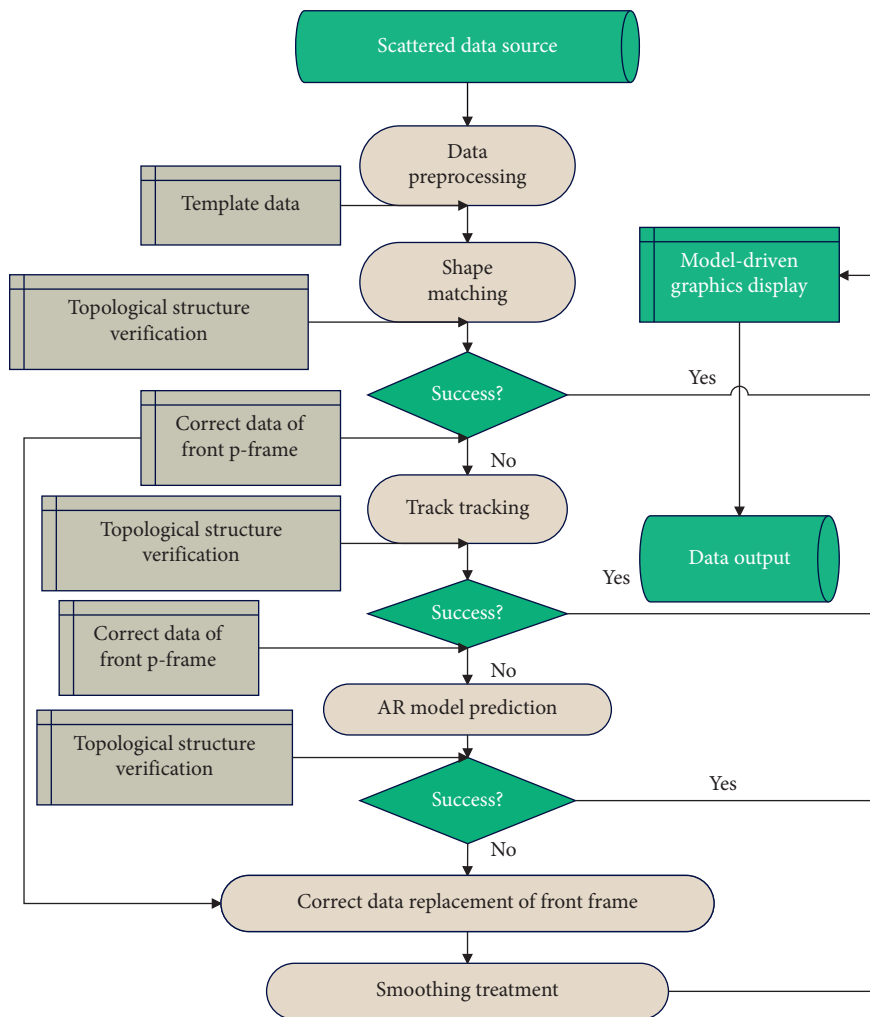 Scattered data source
Data
preprocessing
Template data
Shape
matching
Model-driven
graphics display
Topological structure
verification
Yes
Success?
Correct data of
front p-frame
No
Track tracking
Topological structure
verification
Data output
Yes
Success?
Correct data of
front p-frame
No
AR model prediction
Topological structure
verification
Yes
Success?
No
Correct data replacement of front frame
Smoothing treatment